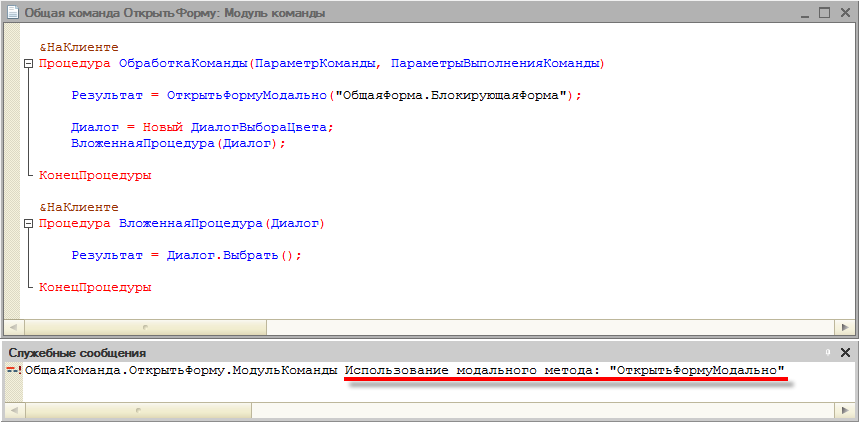 Общая команда ОткрытьФорму: Модуль команды
&НаКлиенте
Процедура ОбработкаКоманды(ПараметрКоманды, ПараметрыВыполненияКоманды)
Результат = ОткрытьФормуМодально("ОбщаяФорма.БлокирующаяФорма");
Диалог = Новый ДиалогВыбораЦвета;
ВложеннаяПроцедура(Диалог);
КонецПроцедуры
&НаКлиенте
Процедура ВложеннаяПроцедура(Диалог)
Результат = Диалог.Выбрать();
КонецПроцедуры
Служебные сообщения
ОбщаяКоманда.ОткрытьФорму.МодульКоманды Использование модального метода: "ОткрытьФормуМодально"